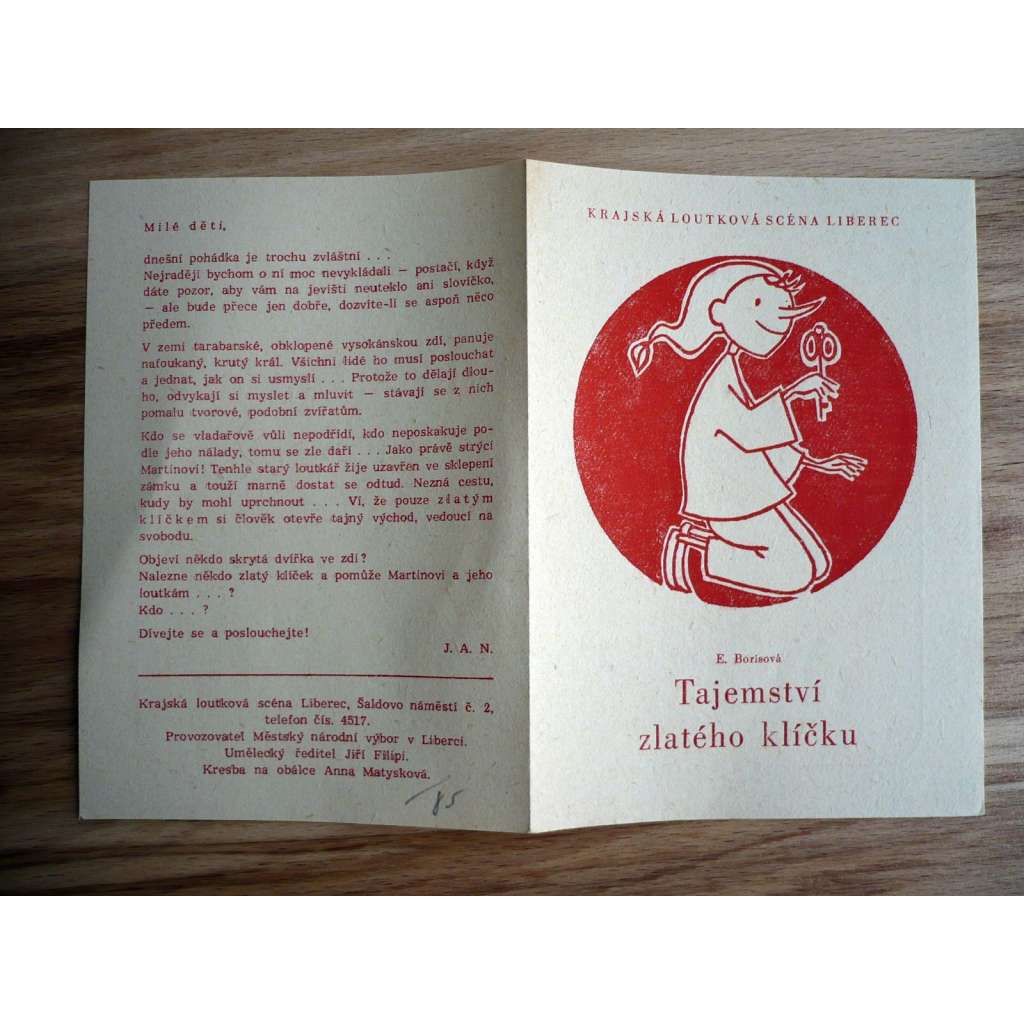 Milé děti,
dnešní pohádka je trochu zvláštní . . .
Nejraději bychom o ní moc nevykládali — postačí, když
dáte pozor, aby vám na jevišti neuteklo ani slovíčko,
— ale bude přece jen dobře, dozvíte-li se aspoň něco
předem.
V zemi tarabarské, obklopené vysokánskou zdí, panuje
nafoukaný, krutý král. Všichni lidé ho musí poslouchat
a jednat, jak on si usmyslí . . . Protože to dělají dlou-
ho, odvykají si myslet a mluvit — stávají se z nich
pomalu tvorové, podobní zvířatům.
Kdo se vladařově vůli nepodřídí, kdo neposkakuje po-
dle jeho nálady, tomu se zle daří . . . Jako právě strýci
Martinovi! Tenhle starý loutkář žije uzavřen ve sklepení
zámku a touží marně dostat se odtud. Nezná cestu,
kudy by mohl uprchnout . . . Ví, že pouze zlatým
klíčkem si člověk otevře tajný východ, vedoucí na
svobodu.
Objeví někdo skrytá dvířka ve zdi?
Nalezne někdo zlatý klíček a pomůže Martinovi a jeho
loutkám . . . ?
Kdo . . . ?
Dívejte se a poslouchejte!
J. A. N.
Krajská loutková scéna Liberec, Šaldovo náměstí č. 2,
telefon čís. 4517.
Provozovatel Městský národní výbor v Liberci.
Umělecký ředitel Jiří Filípi.
Kresba na obálce Anna Matysková.
85
KRAJSKÁ LOUTKOVÁ SCÉNA LIBEREC
E. Borisová
Tajemství
zlatého klíčku